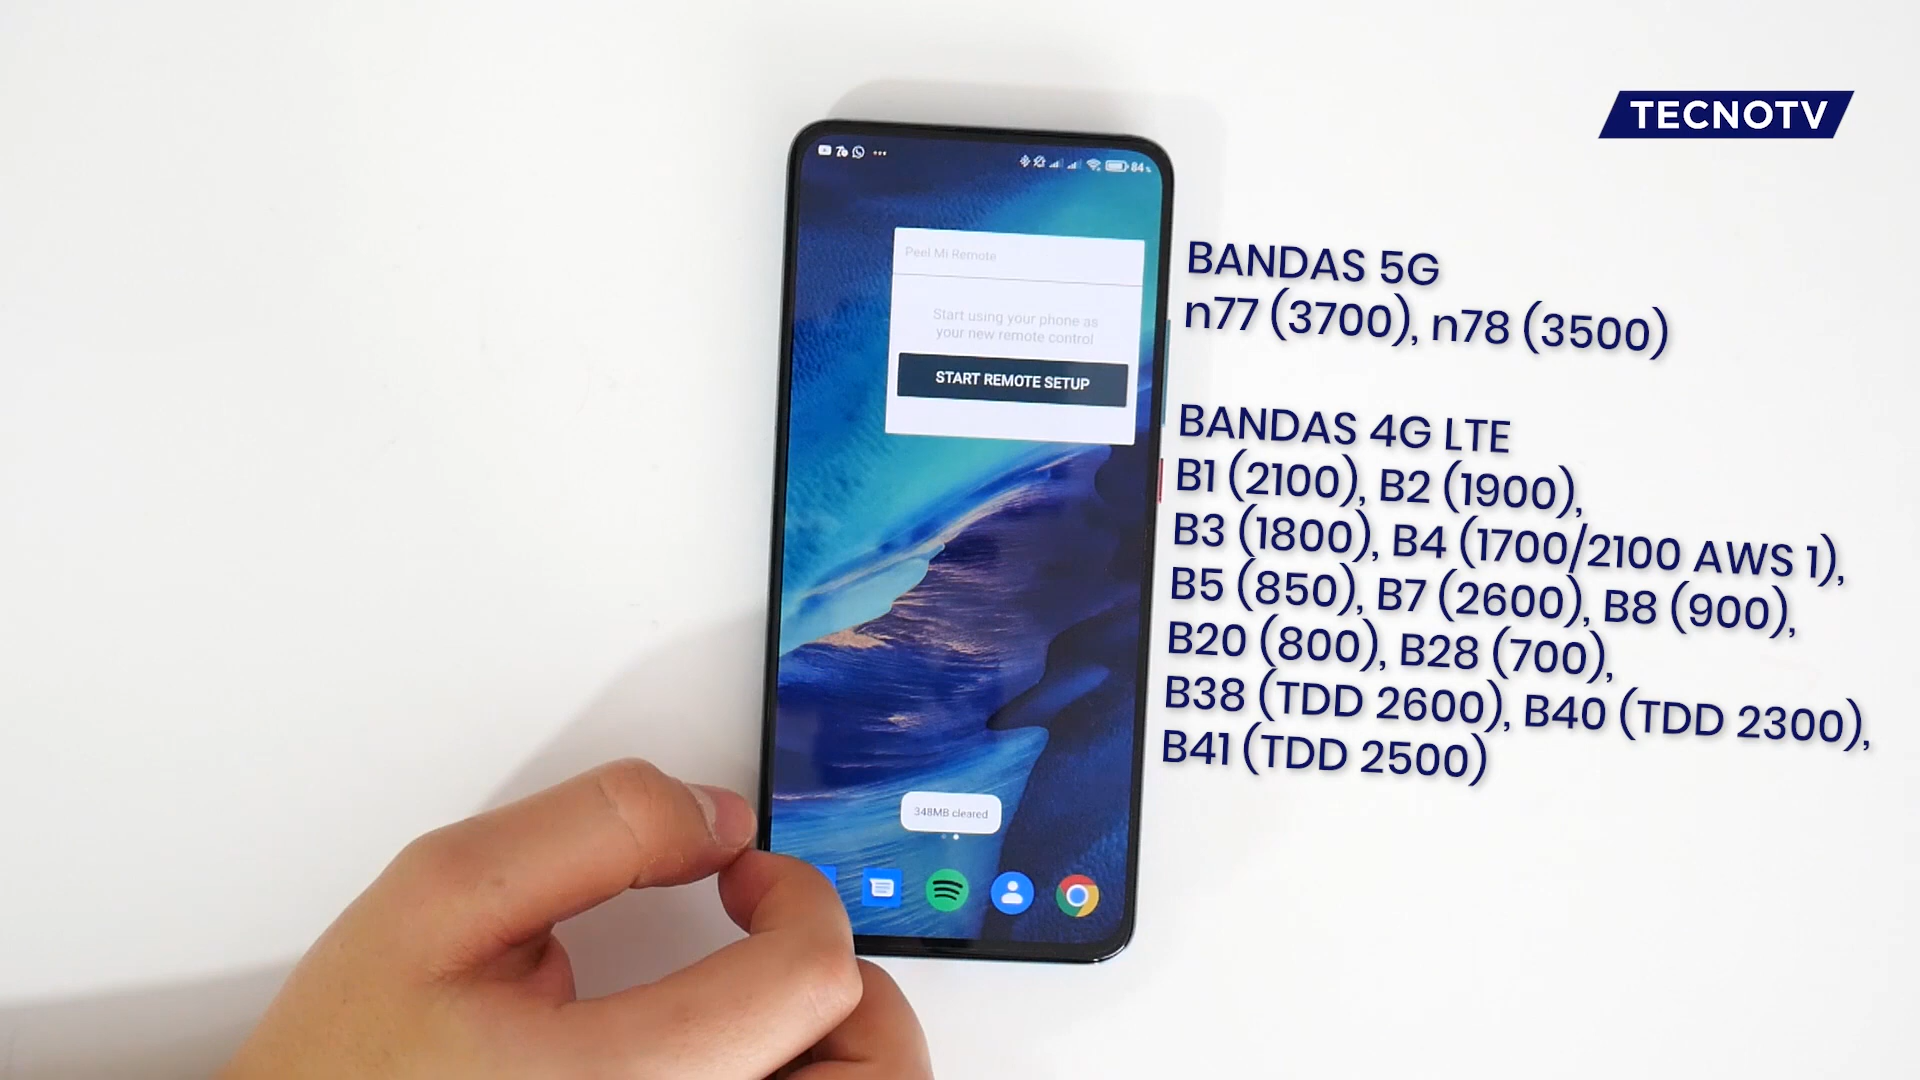 TECNOTV
84%
Peel Mi Remote
Start using your phone as
your new remote control
START REMOTE SETUP
348MB cleared
BANDAS 5G
n77 (3700), n78 (3500)
BANDAS 4G LTE
B1 (2100), B2 (1900),
B3 (1800), B4 (1700/2100 AWS 1),
B5 (850), B7 (2600), B8 (900),
B20 (800), B28 (700),
B38 (TDD 2600), B40 (TDD 2300),
B41 (TDD 2500)